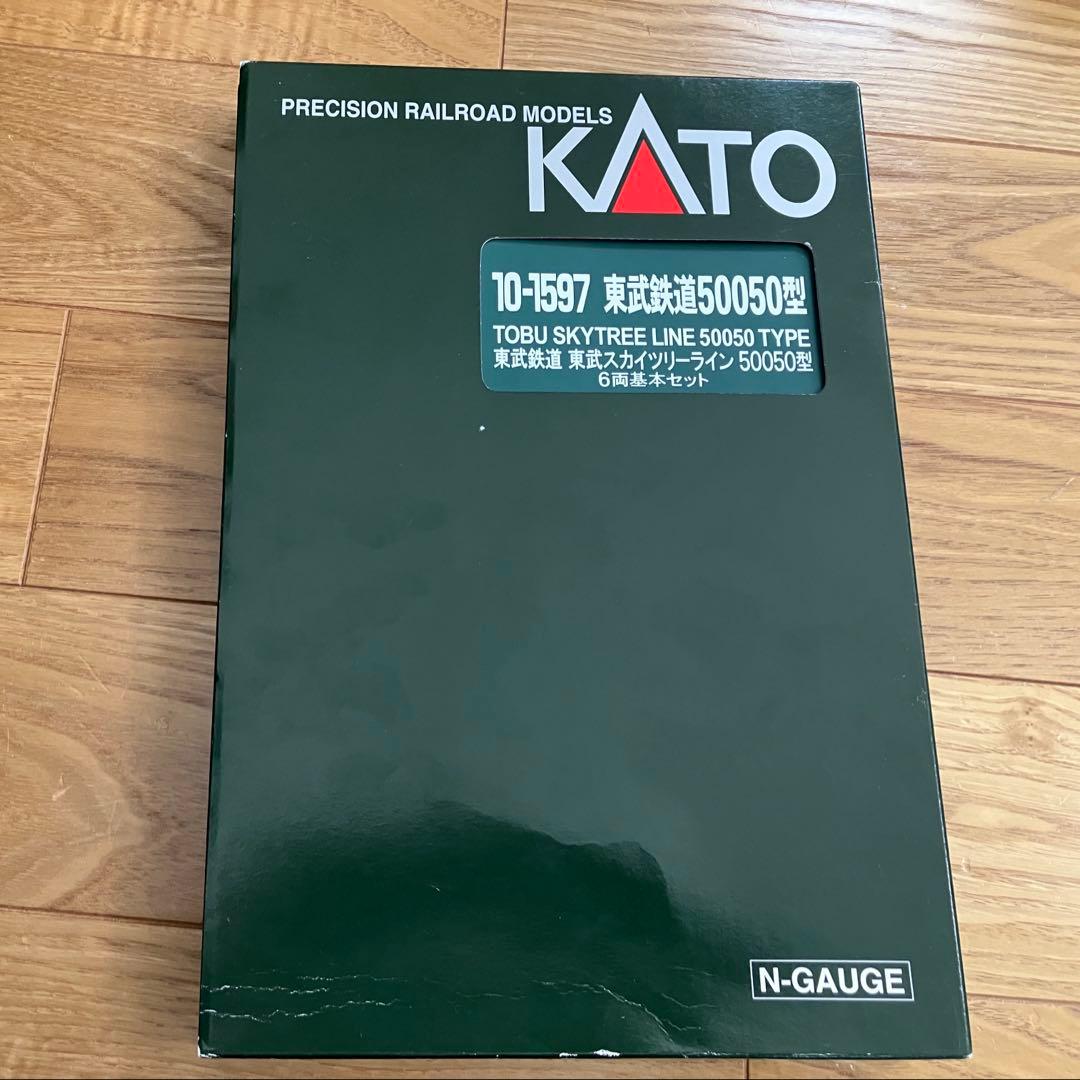 PRECISION RAILROAD MODELS
KATO
10-1597 東武鉄道50050型
TOBU SKYTREE LINE 50050 TYPE
東武鉄道 東武スカイツリーライン 50050型
6両基本セット
N-GAUGE